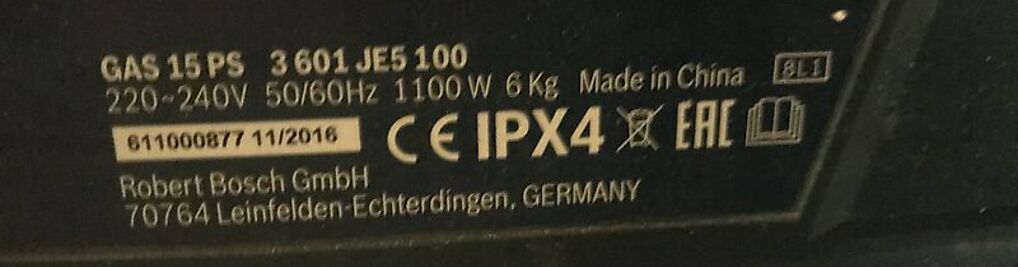 GAS 15 PS 3 601 JE5 100
220~240V 50/60Hz 1100 W 6 Kg Made in China 8L1
611000877 11/2016 CE IPX4 EAC
Robert Bosch GmbH
70764 Leinfelden-Echterdingen, GERMANY